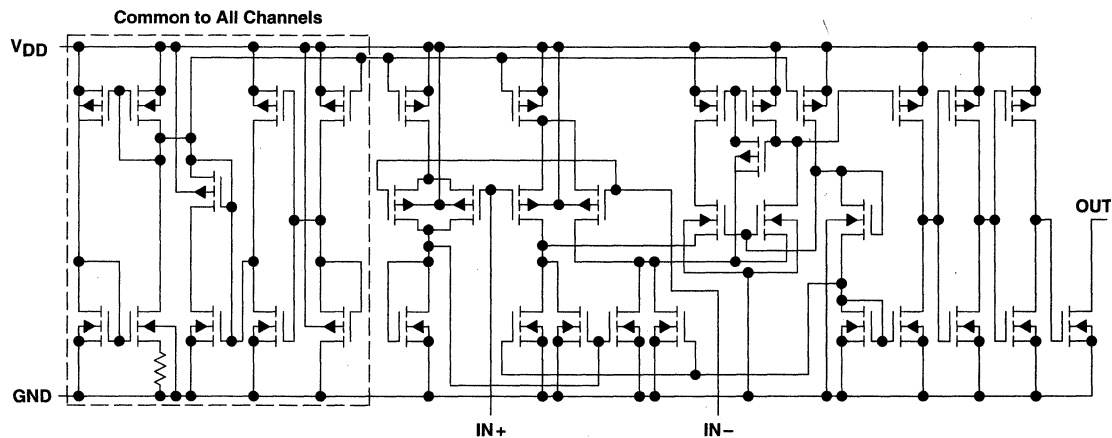 Common to All Channels
VDD
OUT
GND
IN+
IN−